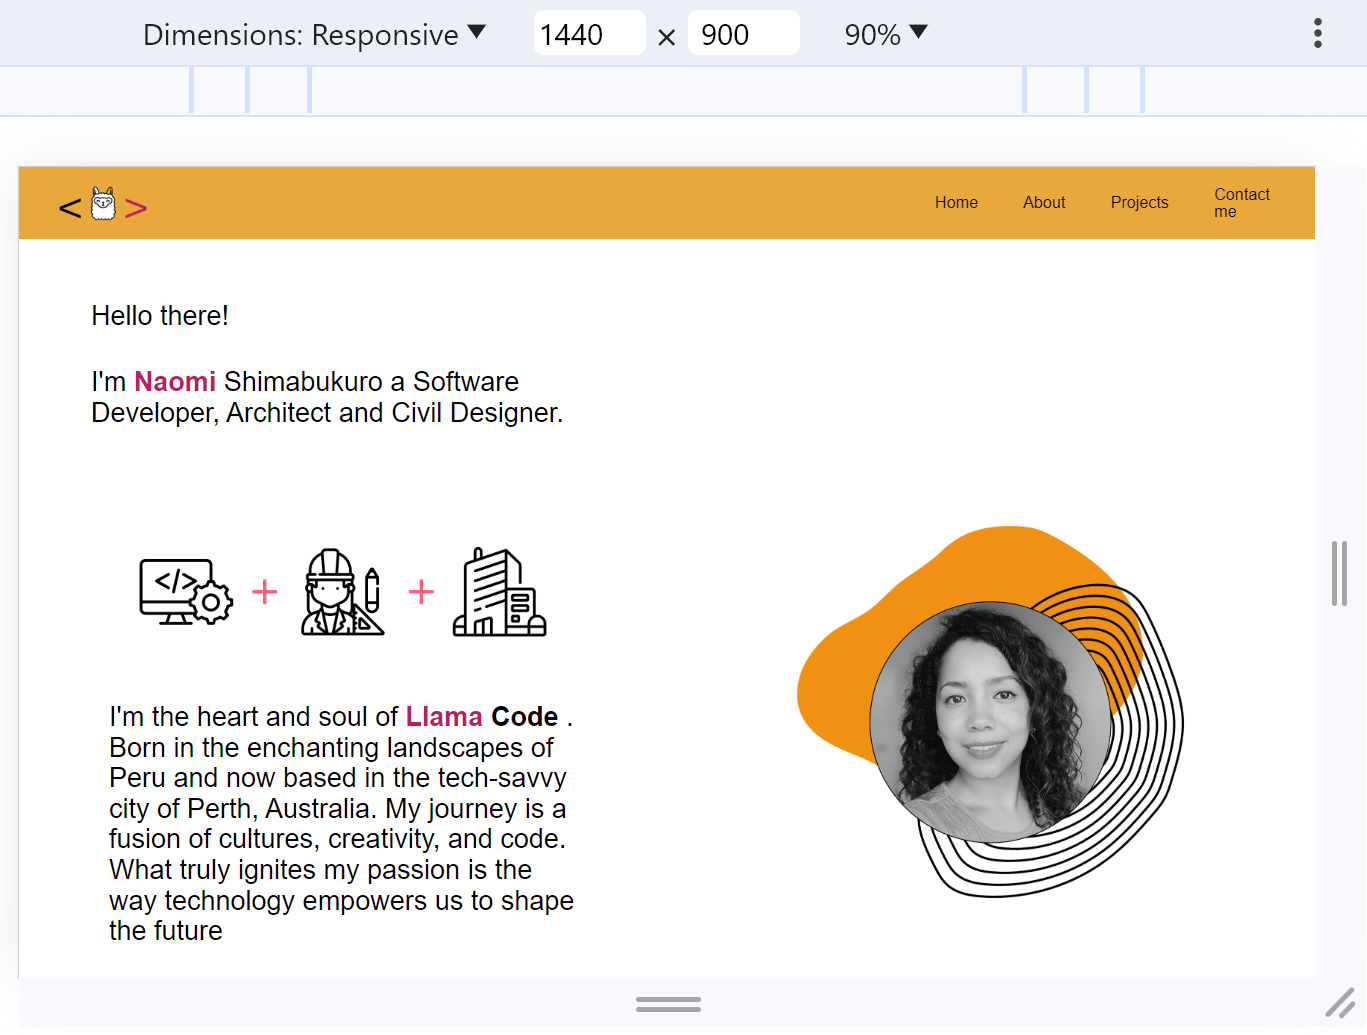 Dimensions: Responsive ▼ 1440 × 900 90% ▼
< >
Home About Projects Contact me
Hello there!
I'm Naomi Shimabukuro a Software
Developer, Architect and Civil Designer.
</>
+ +
I'm the heart and soul of Llama Code .
Born in the enchanting landscapes of
Peru and now based in the tech-savvy
city of Perth, Australia. My journey is a
fusion of cultures, creativity, and code.
What truly ignites my passion is the
way technology empowers us to shape
the future